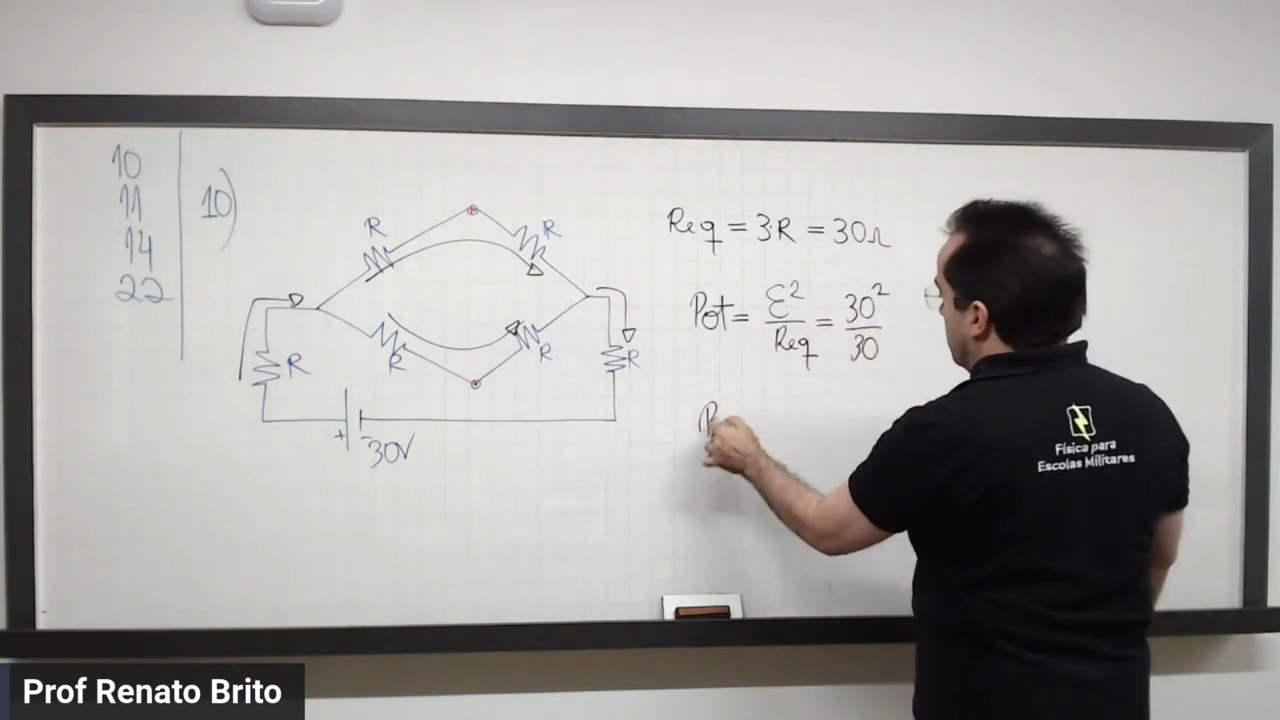 10
11
14
22
10)
R
R
R
R
R
R
+
-
30V
Req = 3·R = 30Ω
Pot = ε²/Req = 30²/30
P
Física para
Escolas Militares
Prof Renato Brito